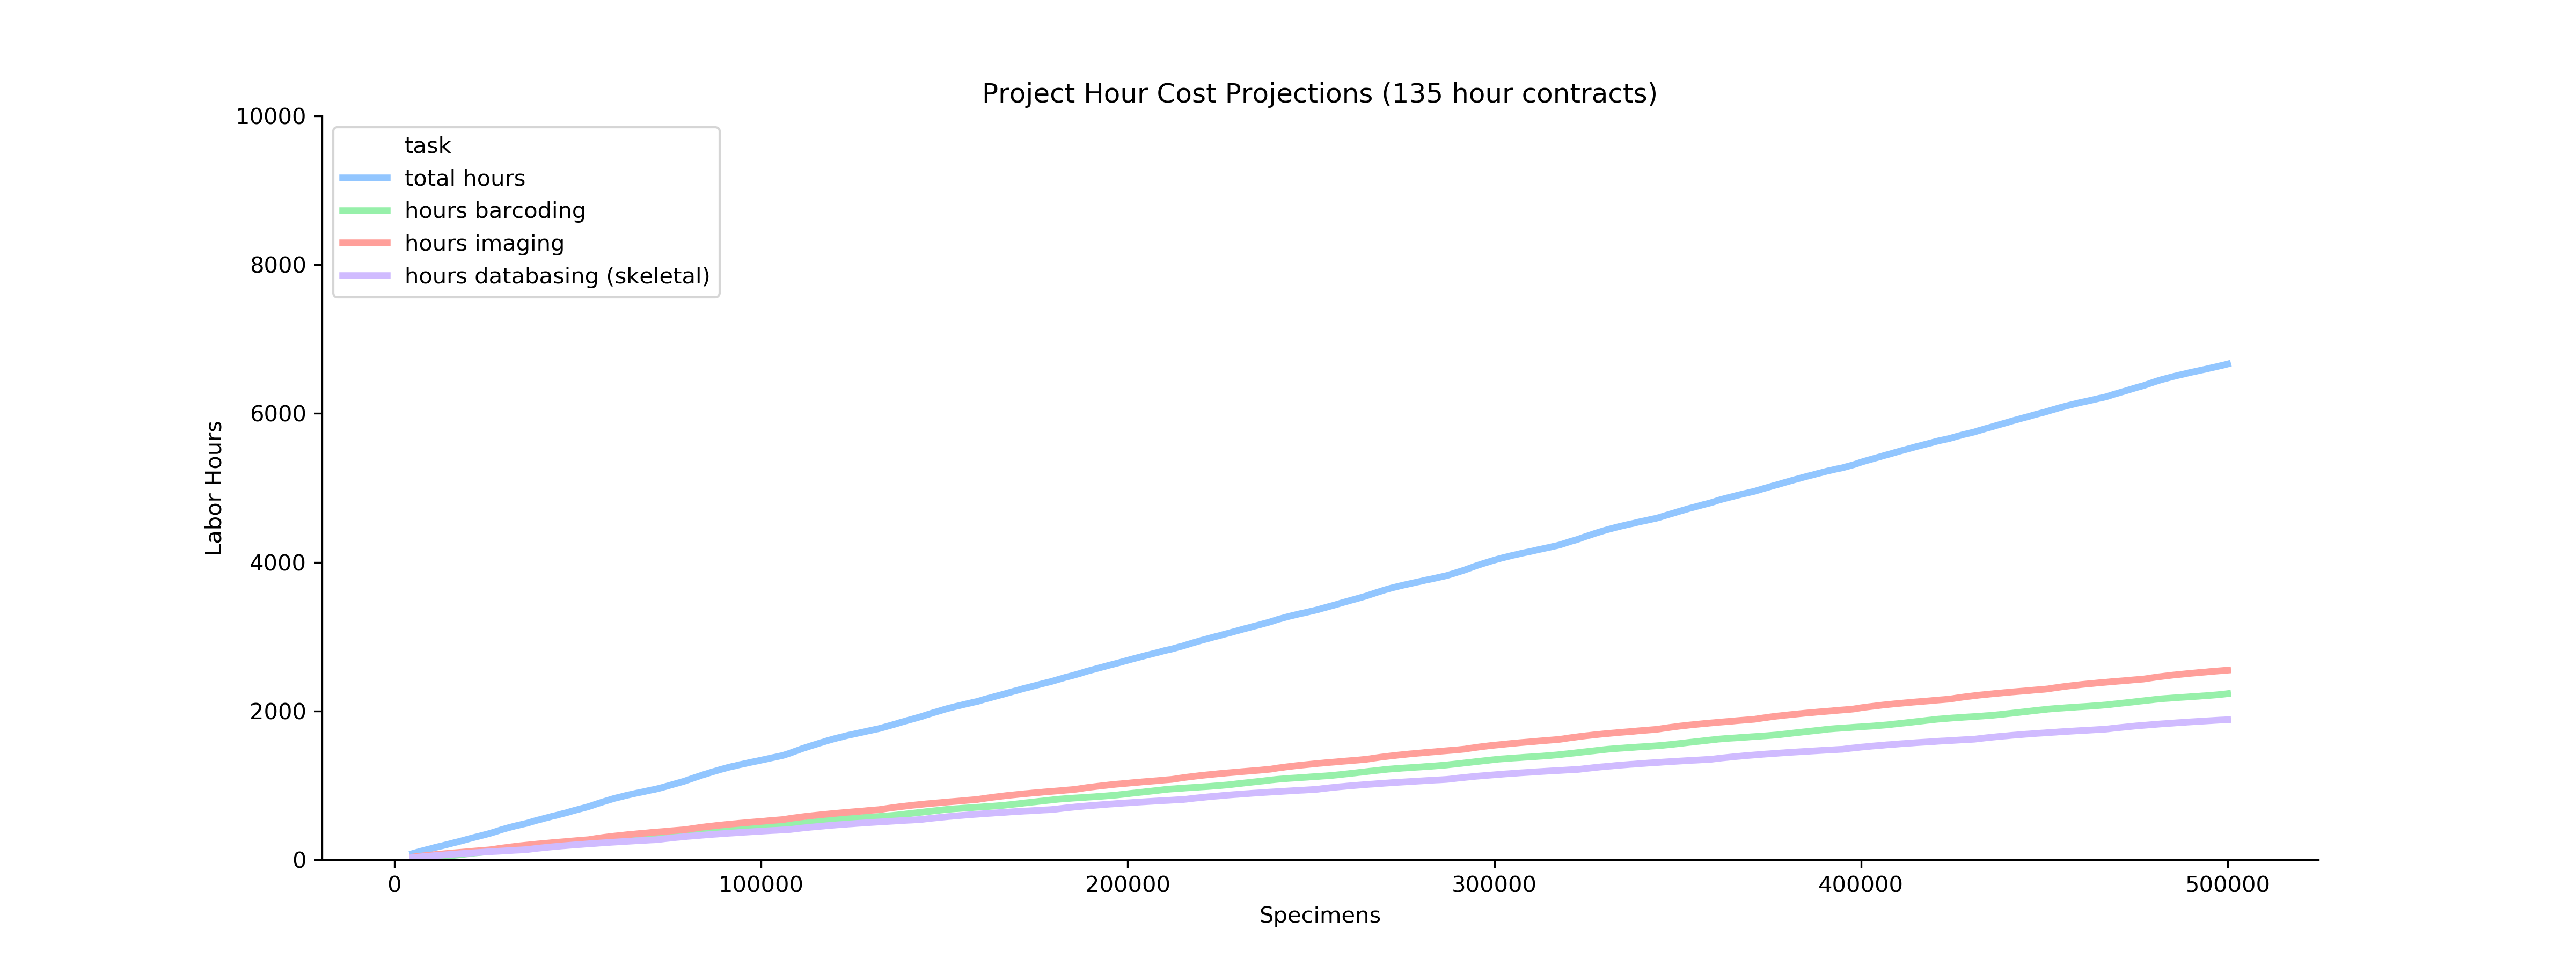 Project Hour Cost Projections (135 hour contracts)
10000
8000
6000
4000
2000
0
Labor Hours
task
total hours
hours barcoding
hours imaging
hours databasing (skeletal)
0 100000 200000 300000 400000 500000
Specimens